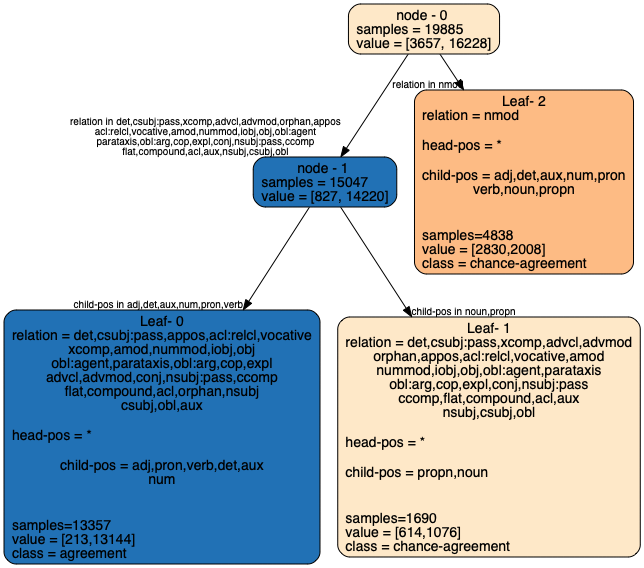 node - 0
samples = 19885
value = [3657, 16228]
relation in nmod
Leaf- 2
relation = nmod
head-pos = *
child-pos = adj,det,aux,num,pron
verb,noun,propn
samples=4838
value = [2830,2008]
class = chance-agreement
relation in det,csubj:pass,xcomp,advcl,advmod,orphan,appos
acl:relcl,vocative,amod,nummod,iobj,obj,obl:agent
parataxis,obl:arg,cop,expl,conj,nsubj:pass,ccomp
flat,compound,acl,aux,nsubj,csubj,obl
node - 1
samples = 15047
value = [827, 14220]
child-pos in adj,det,aux,num,pron,verb
Leaf- 0
relation = det,csubj:pass,appos,acl:relcl,vocative
xcomp,amod,nummod,iobj,obj
obl:agent,parataxis,obl:arg,cop,expl
advcl,advmod,conj,nsubj:pass,ccomp
flat,compound,acl,orphan,nsubj
csubj,obl,aux
head-pos = *
child-pos = adj,pron,verb,det,aux
num
samples=13357
value = [213,13144]
class = agreement
child-pos in noun,propn
Leaf- 1
relation = det,csubj:pass,xcomp,advcl,advmod
orphan,appos,acl:relcl,vocative,amod
nummod,iobj,obj,obl:agent,parataxis
obl:arg,cop,expl,conj,nsubj:pass
ccomp,flat,compound,acl,aux
nsubj,csubj,obl
head-pos = *
child-pos = propn,noun
samples=1690
value = [614,1076]
class = chance-agreement